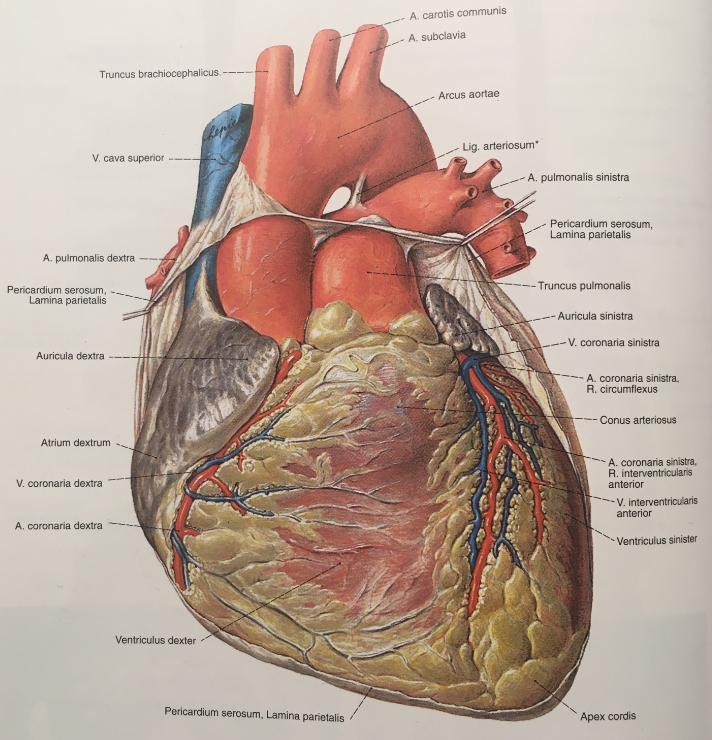 A. carotis communis
A. subclavia
Truncus brachiocephalicus
Arcus aortae
Lig. arteriosum*
V. cava superior
A. pulmonalis sinistra
Pericardium serosum,
Lamina parietalis
A. pulmonalis dextra
Pericardium serosum,
Lamina parietalis
Truncus pulmonalis
Auricula sinistra
V. coronaria sinistra
Auricula dextra
A. coronaria sinistra,
R. circumflexus
Conus arteriosus
Atrium dextrum
A. coronaria sinistra,
R. interventricularis
anterior
V. coronaria dextra
V. interventricularis
anterior
A. coronaria dextra
Ventriculus sinister
Ventriculus dexter
Pericardium serosum, Lamina parietalis
Apex cordis